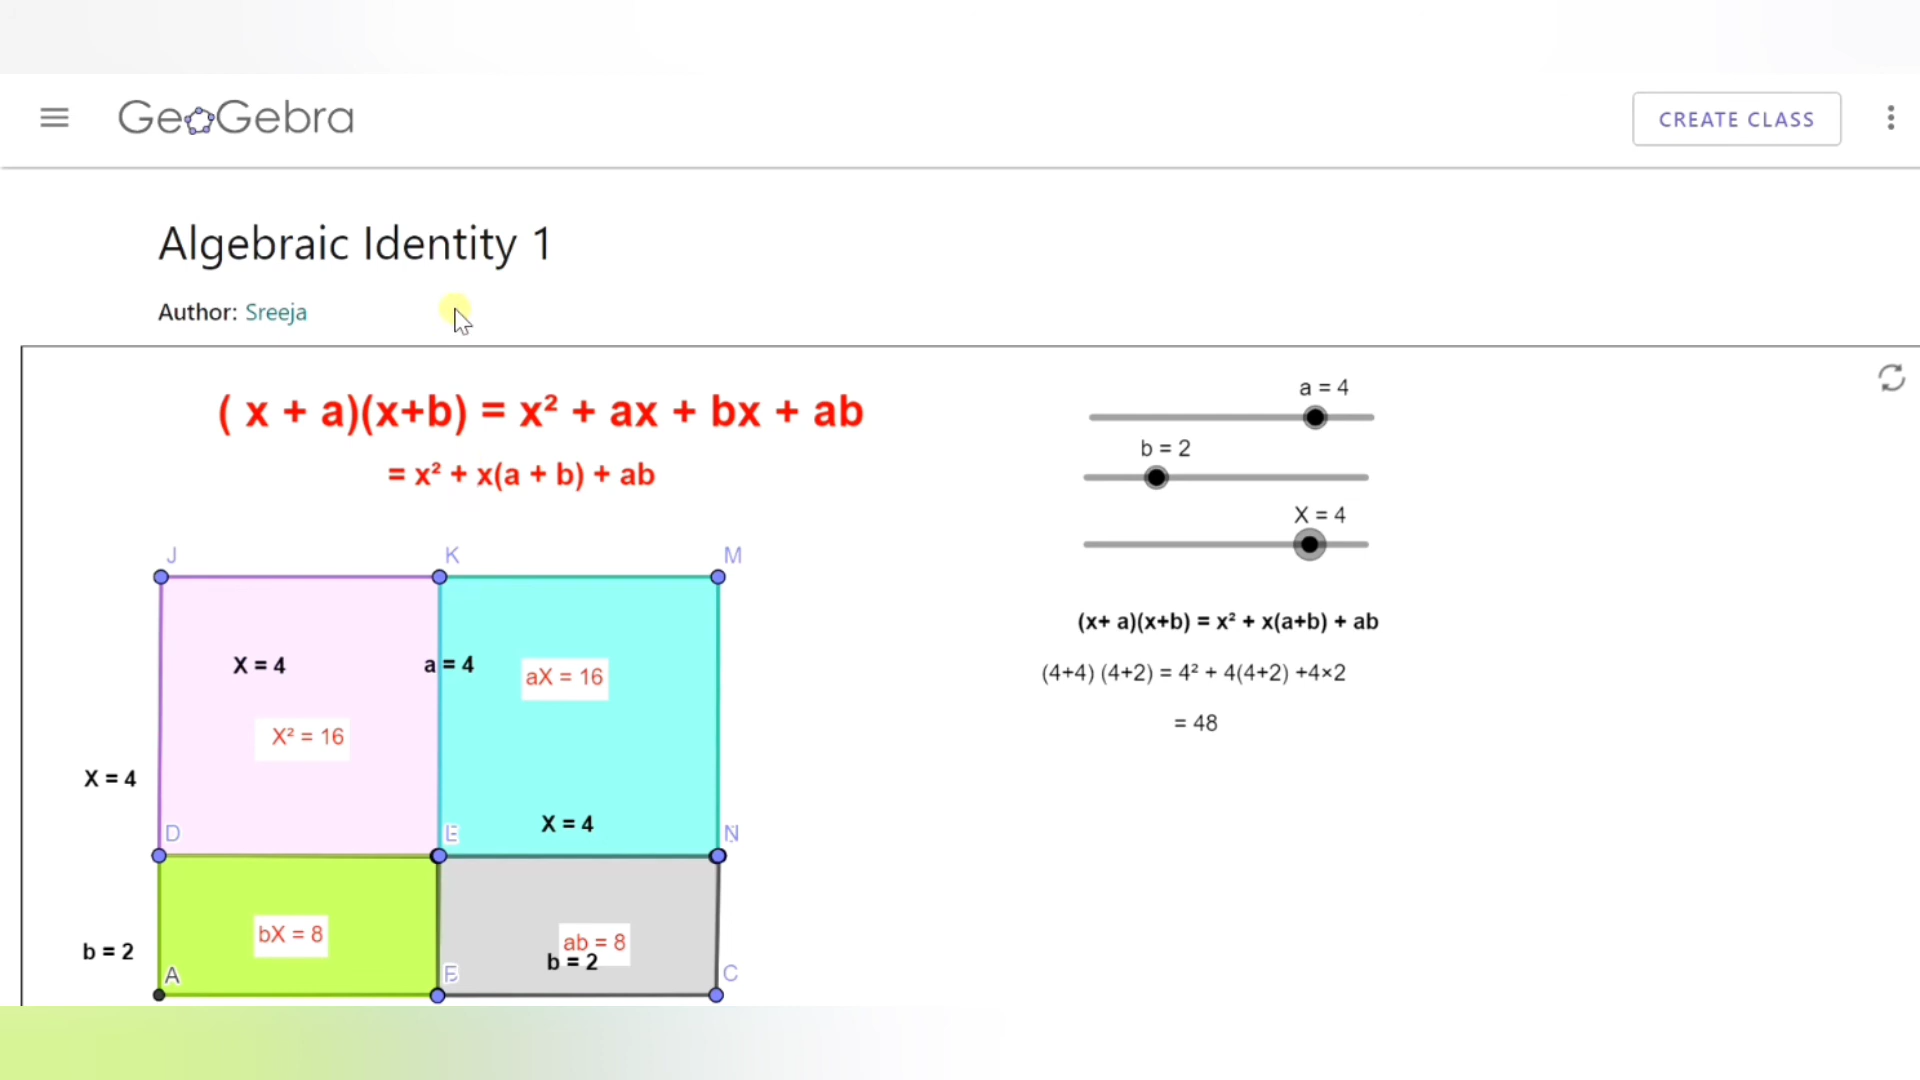 GeoGebra
CREATE CLASS
Algebraic Identity 1
Author: Sreeja
( x + a)(x+b) = x² + ax + bx + ab
= x² + x(a + b) + ab
a = 4
b = 2
X = 4
(x+ a)(x+b) = x² + x(a+b) + ab
(4+4) (4+2) = 4² + 4(4+2) +4×2
= 48
J K M
X = 4 a = 4 aX = 16
X² = 16
X = 4
X = 4
D E N
bX = 8 ab = 8
b = 2 b = 2
A B C